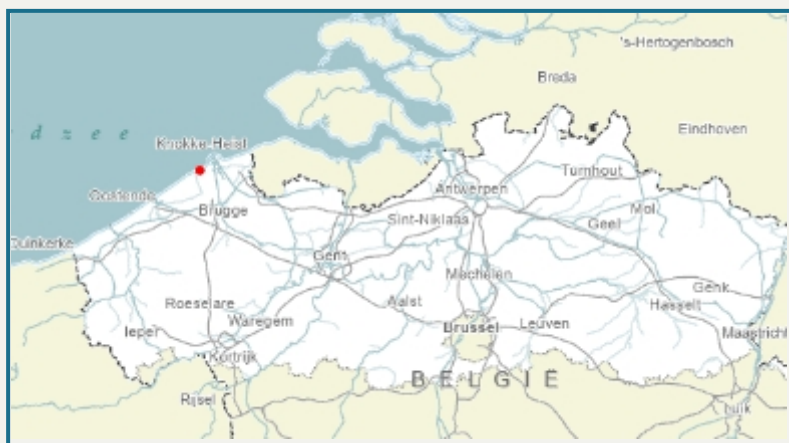 's-Hertogenbosch
Breda
Eindhoven
d z e e
Knokke-Heist
Turnhout
Antwerpen
Oostende
Brugge
Sint-Niklaas
Mol
Geel
Duinkerke
Gent
Mechelen
Genk
Roeselare
Aalst
Hasselt
Waregem
Brussel
Leuven
Ieper
Maastricht
Kortrijk
BELGIË
Rijsel
Luik